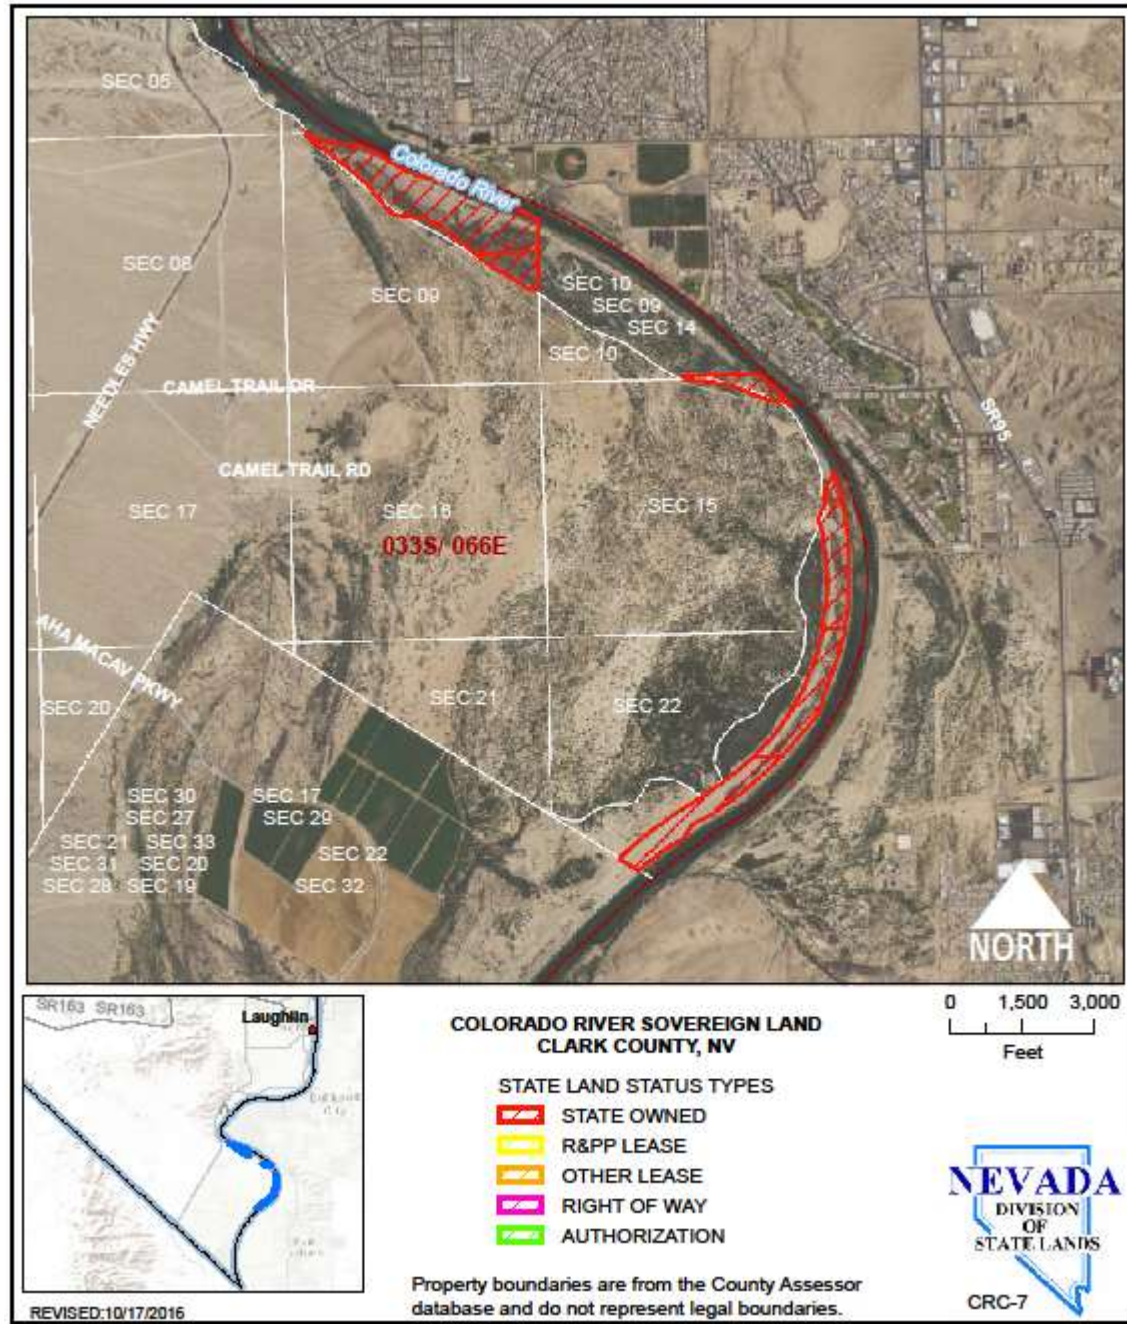 SEC 05
Colorado River
SEC 08
SEC 09
SEC 10
SEC 09
SEC 14
SEC 10
NEEDLES HWY
CAMEL TRAIL DR
SR95
CAMEL TRAIL RD
SEC 17
SEC 16
SEC 15
033S/ 066E
AHA MACAV PKWY
SEC 20
SEC 21
SEC 22
SEC 30
SEC 17
SEC 27
SEC 29
SEC 21
SEC 33
SEC 22
SEC 31
SEC 20
SEC 28
SEC 19
SEC 32
NORTH
SR163 SR163
Laughlin
COLORADO RIVER SOVEREIGN LAND
CLARK COUNTY, NV
0 1,500 3,000
Feet
STATE LAND STATUS TYPES
STATE OWNED
R&PP LEASE
OTHER LEASE
RIGHT OF WAY
AUTHORIZATION
NEVADA
DIVISION
OF
STATE LANDS
Property boundaries are from the County Assessor
database and do not represent legal boundaries.
CRC-7
REVISED:10/17/2016